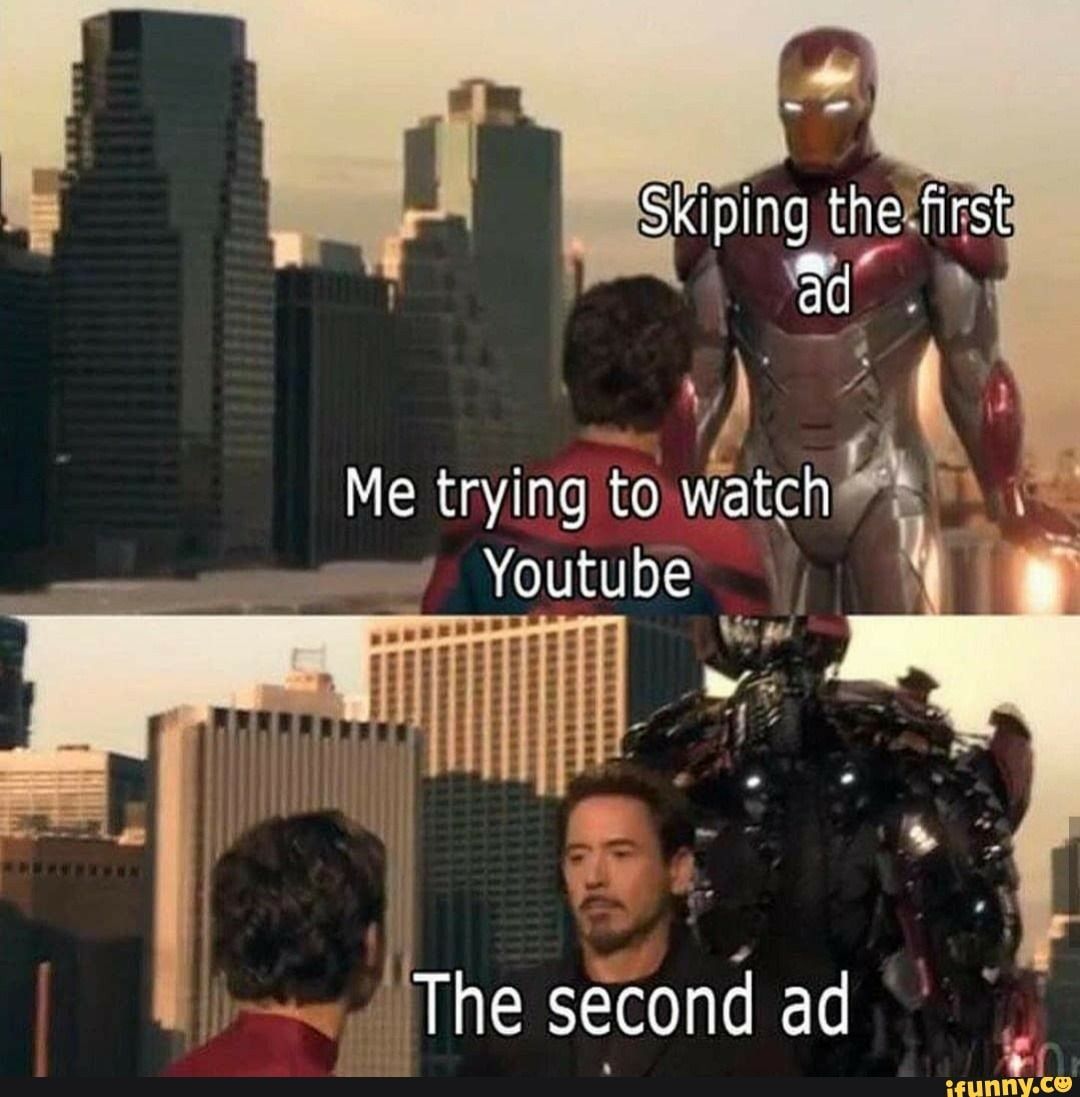 Skiping the first
ad
Me trying to watch
Youtube
The second ad
ifunny.co